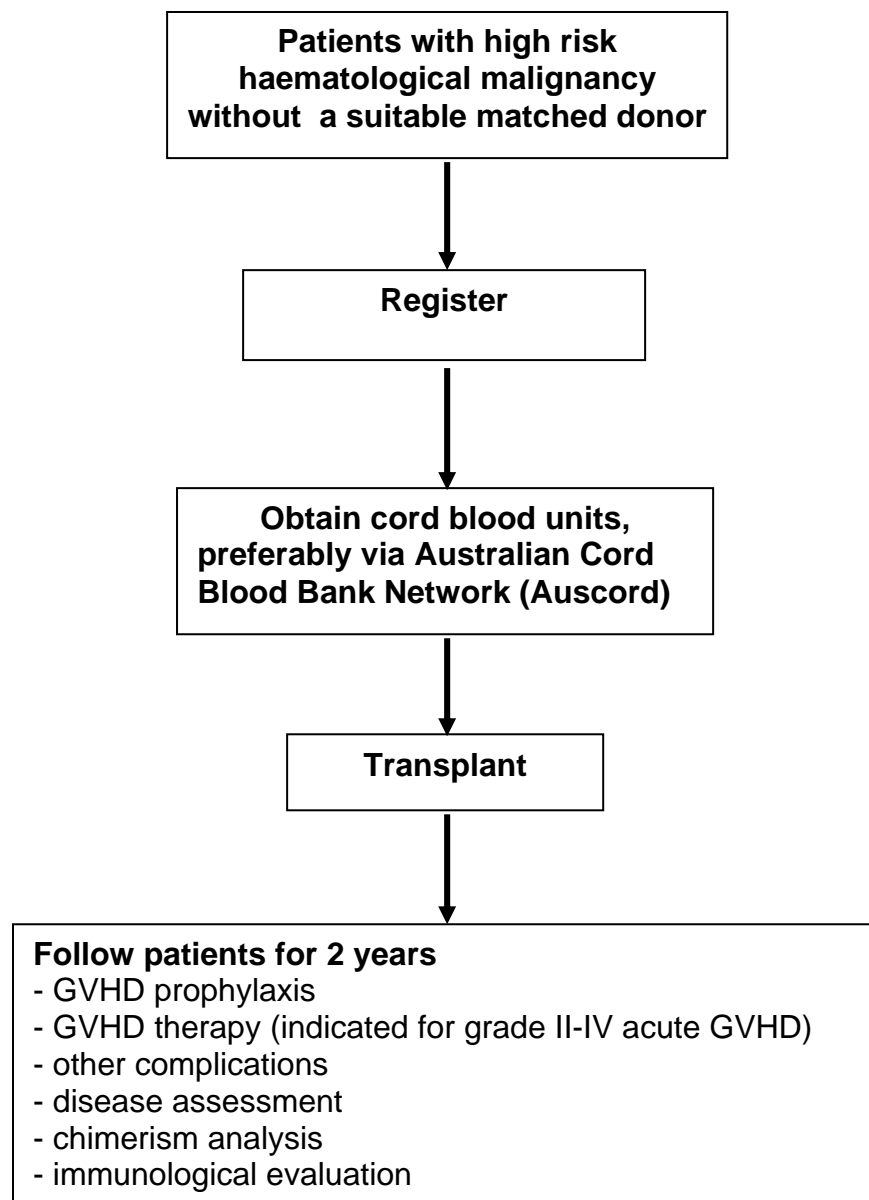 Patients with high risk
haematological malignancy
without a suitable matched donor
Register
Obtain cord blood units,
preferably via Australian Cord
Blood Bank Network (Auscord)
Transplant
Follow patients for 2 years
- GVHD prophylaxis
- GVHD therapy (indicated for grade II-IV acute GVHD)
- other complications
- disease assessment
- chimerism analysis
- immunological evaluation